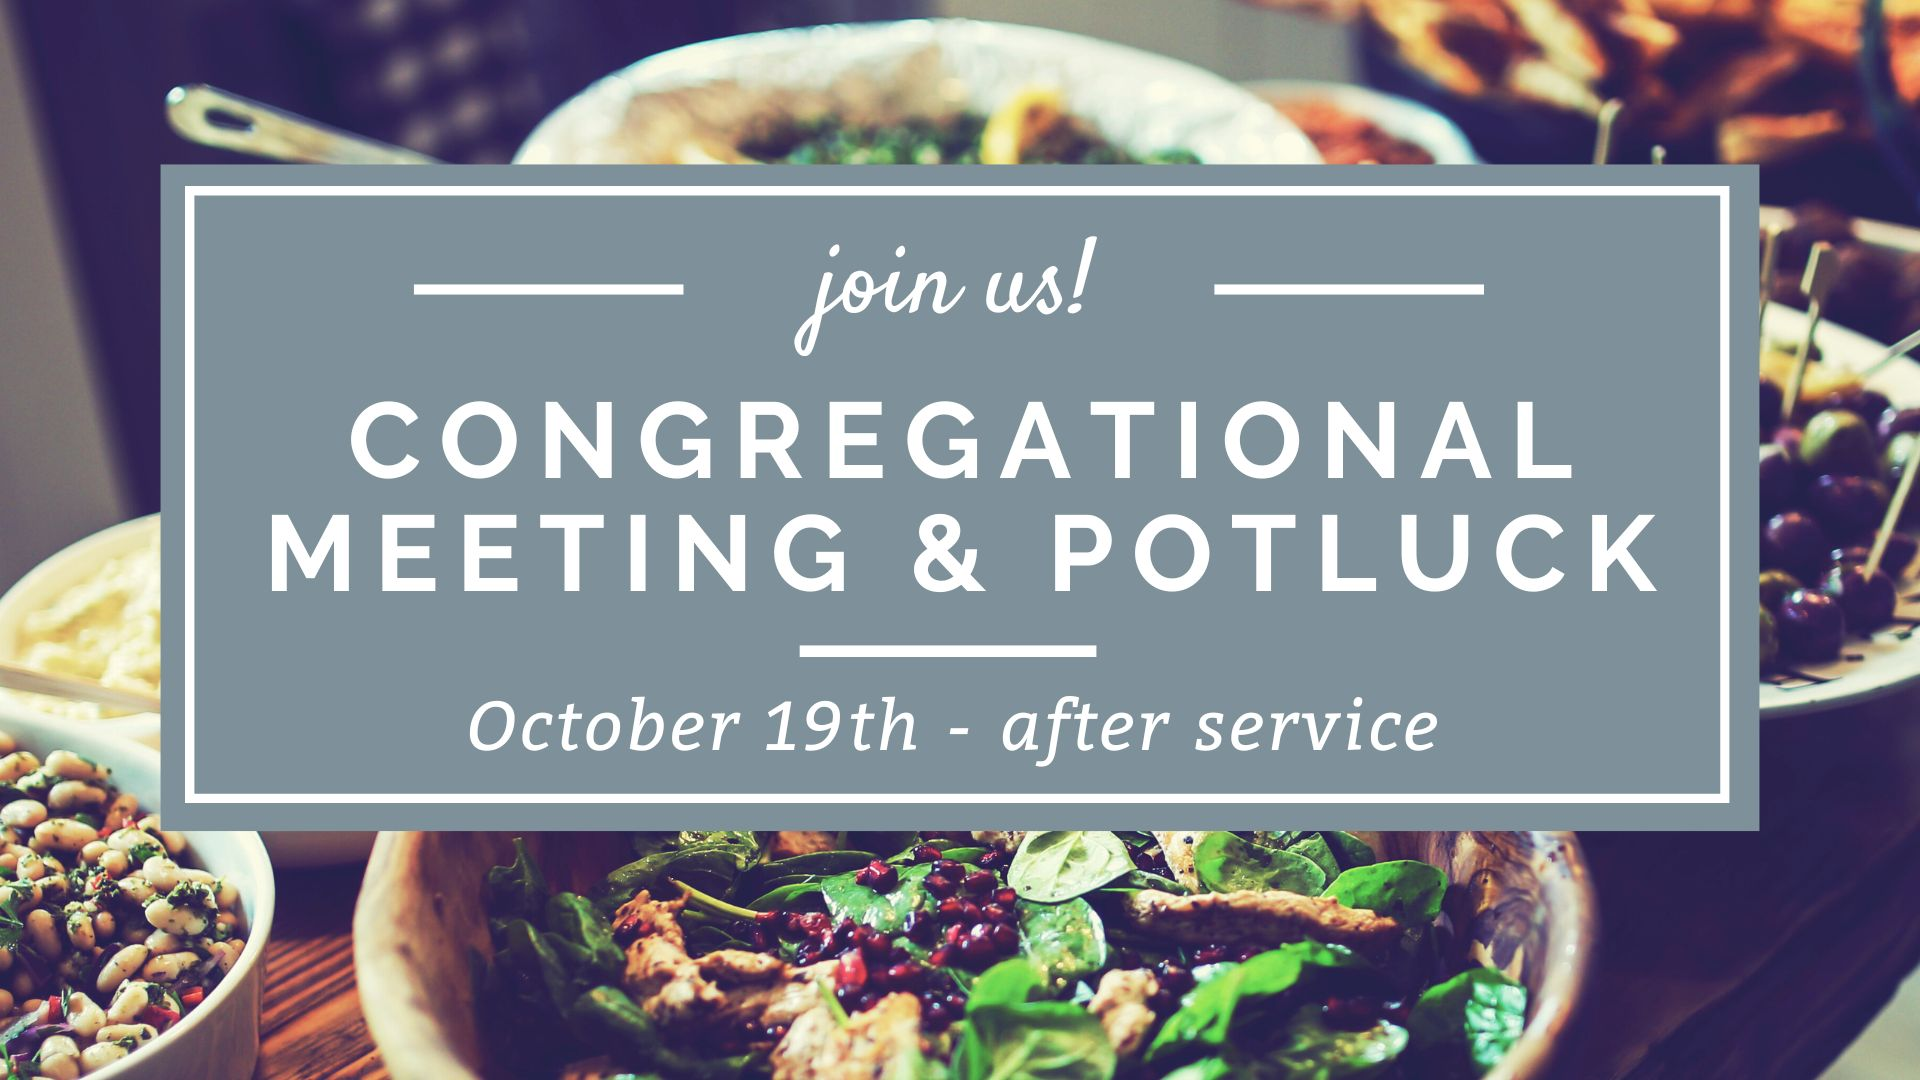 join us!
CONGREGATIONAL
MEETING & POTLUCK
October 19th - after service